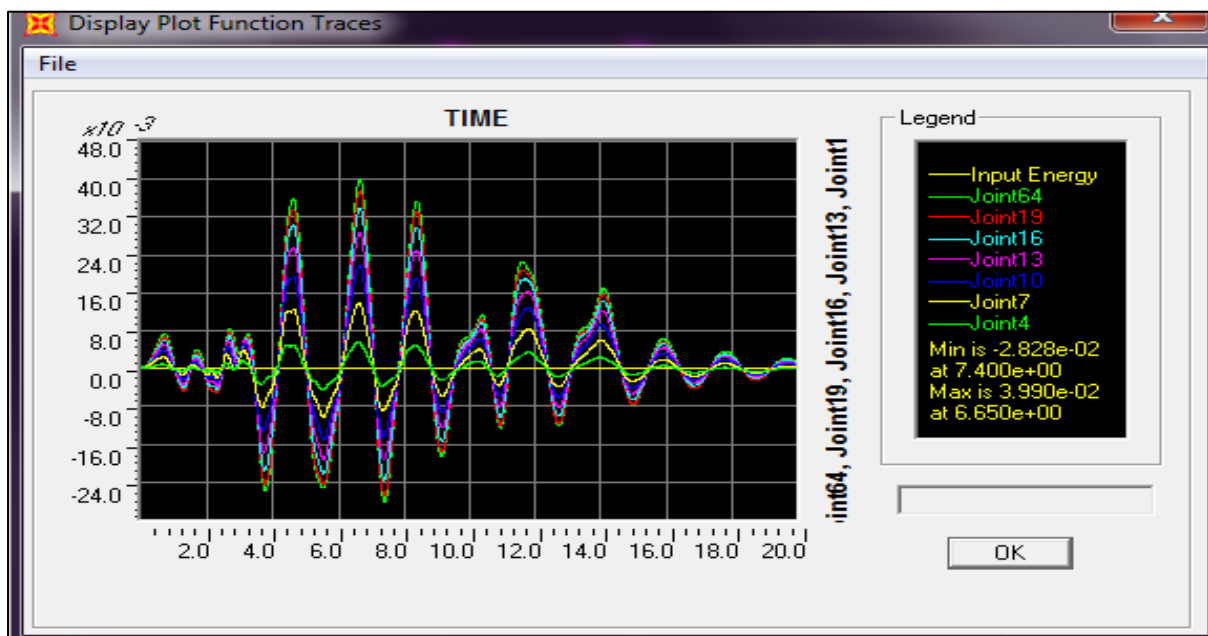 Display Plot Function Traces
X
File
TIME
x10 -3
48.0
40.0
32.0
24.0
16.0
8.0
0.0
-8.0
-16.0
-24.0
2.0 4.0 6.0 8.0 10.0 12.0 14.0 16.0 18.0 20.0
oint64, Joint19, Joint16, Joint13, Joint1
Legend
Input Energy
Joint64
Joint19
Joint16
Joint13
Joint10
Joint7
Joint4
Min is -2.828e-02
at 7.400e+00
Max is 3.990e-02
at 6.650e+00
OK